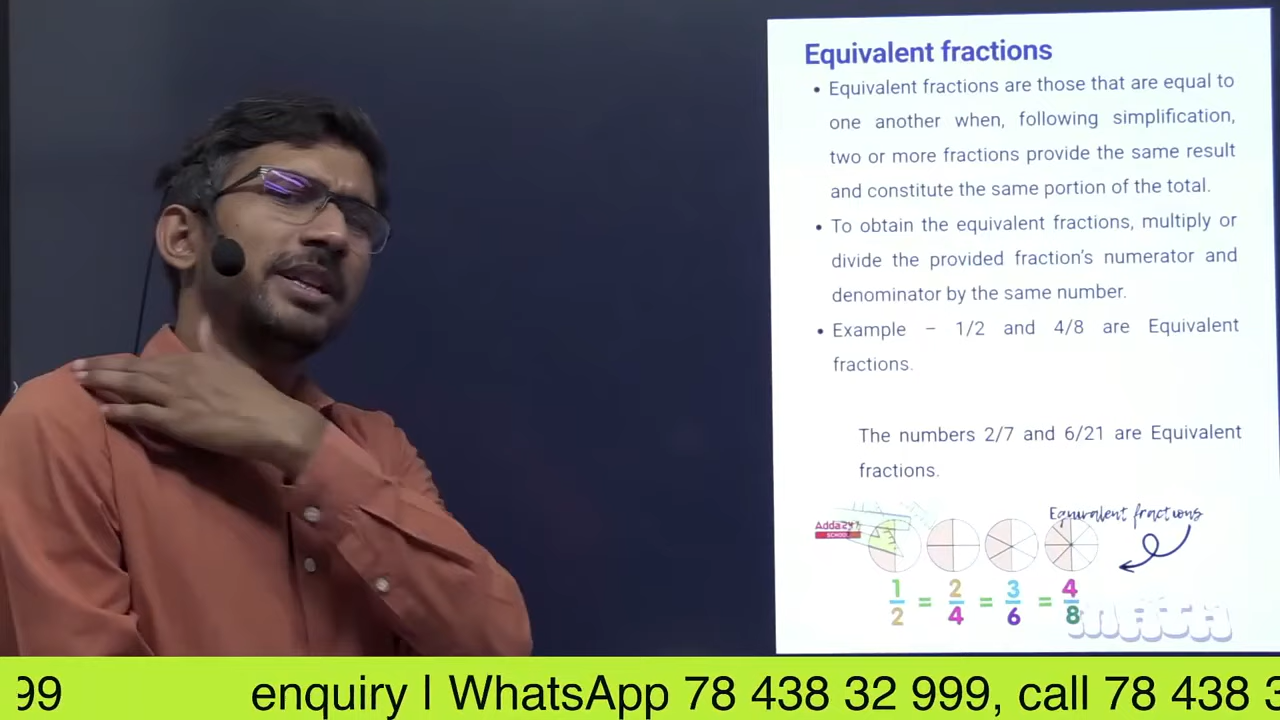 Equivalent fractions
• Equivalent fractions are those that are equal to
one another when, following simplification,
two or more fractions provide the same result
and constitute the same portion of the total.
• To obtain the equivalent fractions, multiply or
divide the provided fraction's numerator and
denominator by the same number.
• Example – 1/2 and 4/8 are Equivalent
fractions.
The numbers 2/7 and 6/21 are Equivalent
fractions.
Equivalent fractions
Adda247
SCHOOL
1/2 = 2/4 = 3/6 = 4/8
MATH
99 enquiry I WhatsApp 78 438 32 999, call 78 438 3